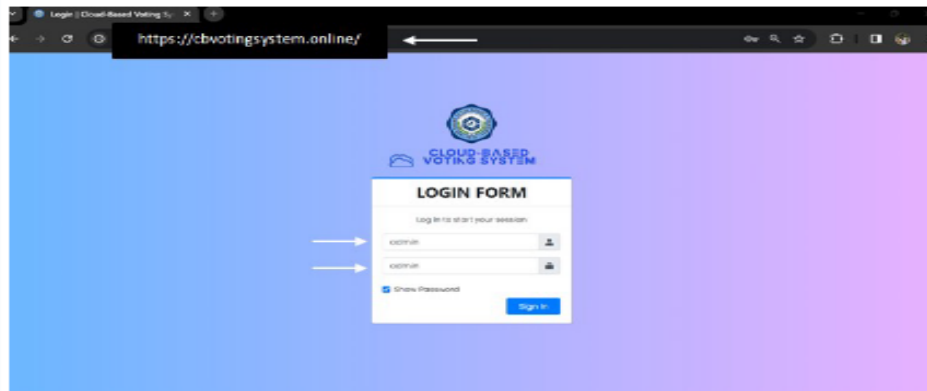 Login | Cloud-Based Voting Sy
https://cbvotingsystem.online/
CLOUD-BASED
VOTING SYSTEM
LOGIN FORM
Log in to start your session
admin
admin
Show Password
Sign In